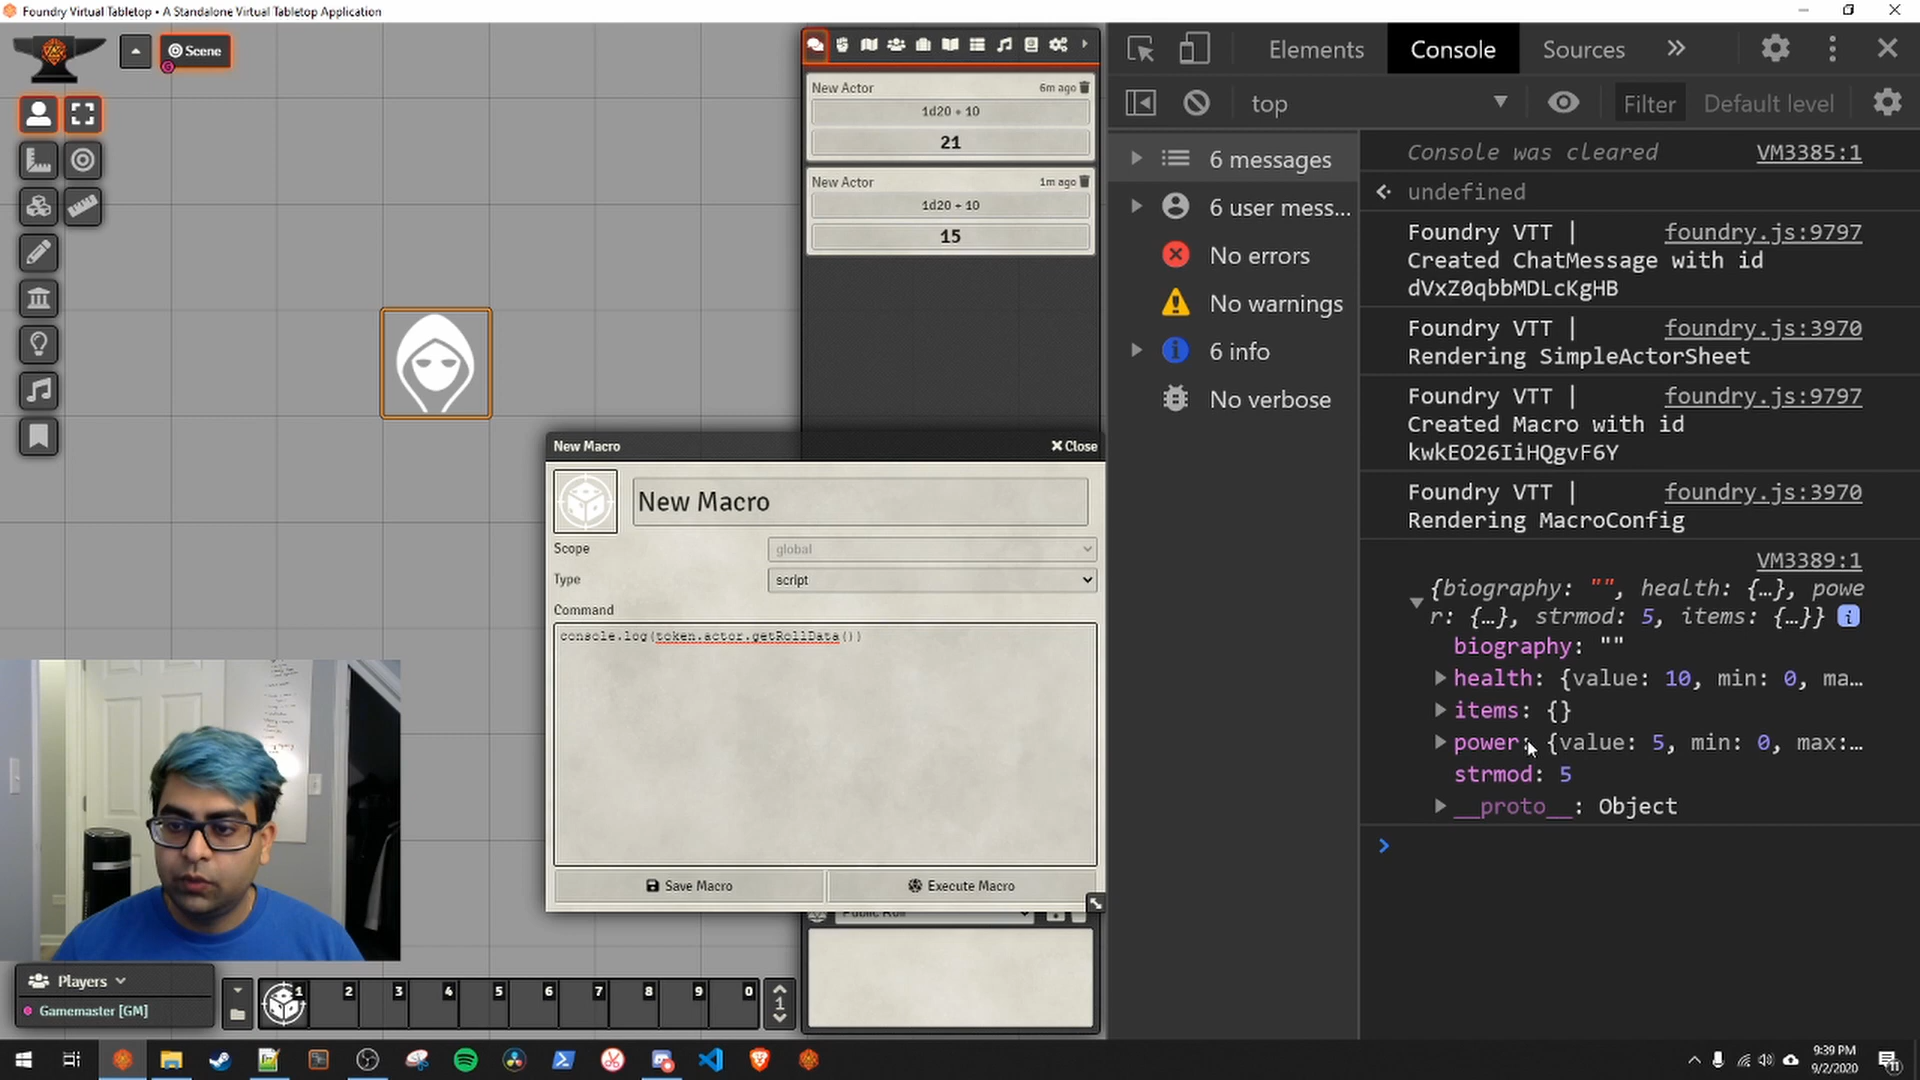 Foundry Virtual Tabletop • A Standalone Virtual Tabletop Application
Scene
New Actor
6m ago
1d20 + 10
21
New Actor
1m ago
1d20 + 10
15
New Macro
Close
New Macro
Scope
global
Type
script
Command
console.log(token.actor.getRollData())
Save Macro
Execute Macro
Public Roll
Players
Gamemaster [GM]
1 2 3 4 5 6 7 8 9 0
1
Elements
Console
Sources
top
Filter
Default level
6 messages
6 user mess...
No errors
No warnings
6 info
No verbose
Console was cleared
VM3385:1
undefined
Foundry VTT |
foundry.js:9797
Created ChatMessage with id
dVxZ0qbbMDLcKgHB
Foundry VTT |
foundry.js:3970
Rendering SimpleActorSheet
Foundry VTT |
foundry.js:9797
Created Macro with id
kwkEO26IiHQgvF6Y
Foundry VTT |
foundry.js:3970
Rendering MacroConfig
VM3389:1
{biography: "", health: {…}, powe
r: {…}, strmod: 5, items: {…}}
biography: ""
health: {value: 10, min: 0, ma…
items: {}
power: {value: 5, min: 0, max:…
strmod: 5
__proto__: Object
9:39 PM
9/2/2020